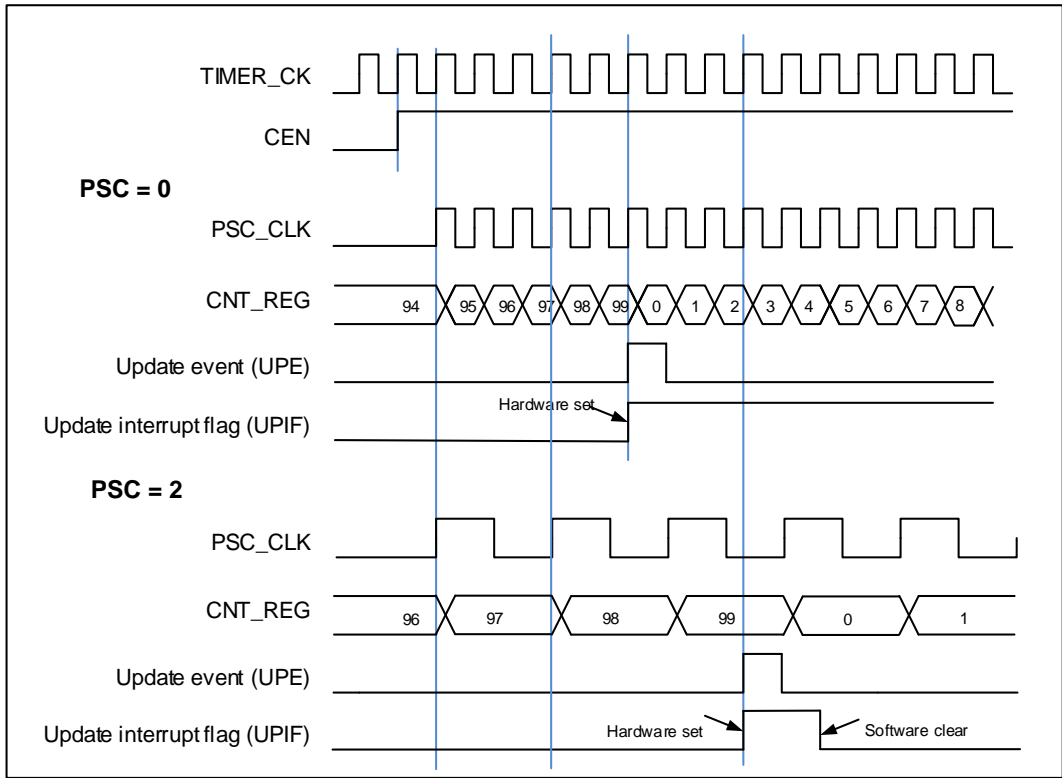 TIMER_CK
CEN
PSC = 0
PSC_CLK
CNT_REG 94 95 96 97 98 99 0 1 2 3 4 5 6 7 8
Update event (UPE)
Hardware set
Update interrupt flag (UPIF)
PSC = 2
PSC_CLK
CNT_REG 96 97 98 99 0 1
Update event (UPE)
Update interrupt flag (UPIF) Hardware set Software clear